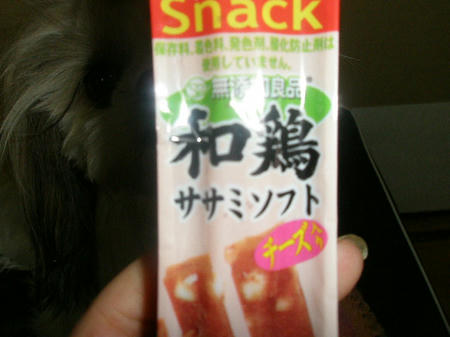 Snack
保存料、着色料、発色剤、酸化防止剤は
使用していません。
無添加良品
和鶏
ササミソフト
チーズ入り